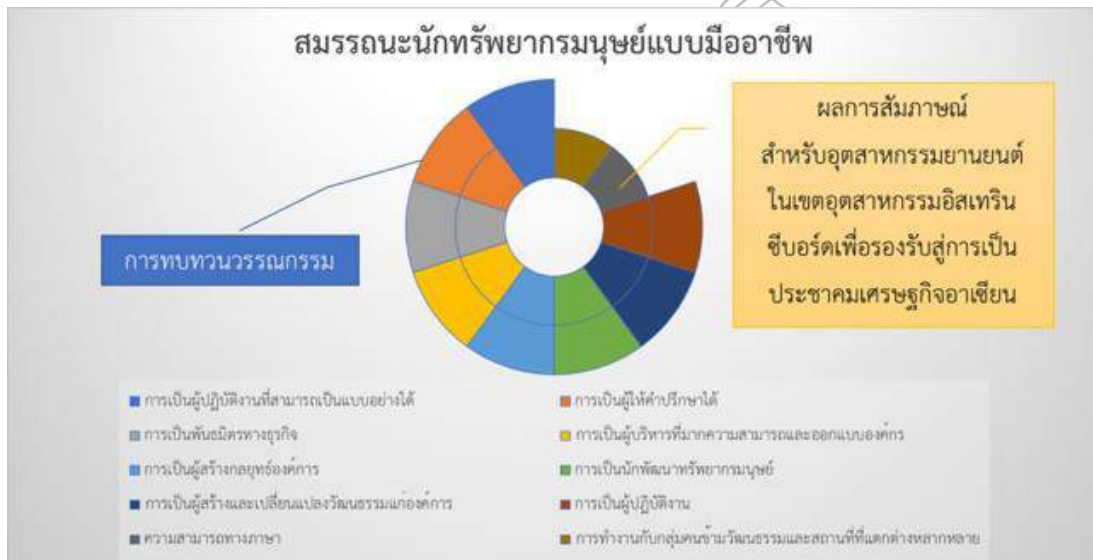 สมรรถนะนักทรัพยากรมนุษย์แบบมืออาชีพ
การทบทวนวรรณกรรม
ผลการสัมภาษณ์
สำหรับอุตสาหกรรมยานยนต์
ในเขตอุตสาหกรรมอิสเทริน
ซีบอร์ดเพื่อรองรับสู่การเป็น
ประชาคมเศรษฐกิจอาเซียน
การเป็นผู้ปฏิบัติงานที่สามารถเป็นแบบอย่างได้
การเป็นผู้ให้คำปรึกษาได้
การเป็นพันธมิตรทางธุรกิจ
การเป็นผู้บริหารที่มากความสามารถและออกแบบองค์กร
การเป็นผู้สร้างกลยุทธ์องค์การ
การเป็นนักพัฒนาทรัพยากรมนุษย์
การเป็นผู้สร้างและเปลี่ยนแปลงวัฒนธรรมแก่องค์การ
การเป็นผู้ปฏิบัติงาน
ความสามารถทางภาษา
การทำงานกับกลุ่มคนข้ามวัฒนธรรมและสถานที่ที่แตกต่างหลากหลาย